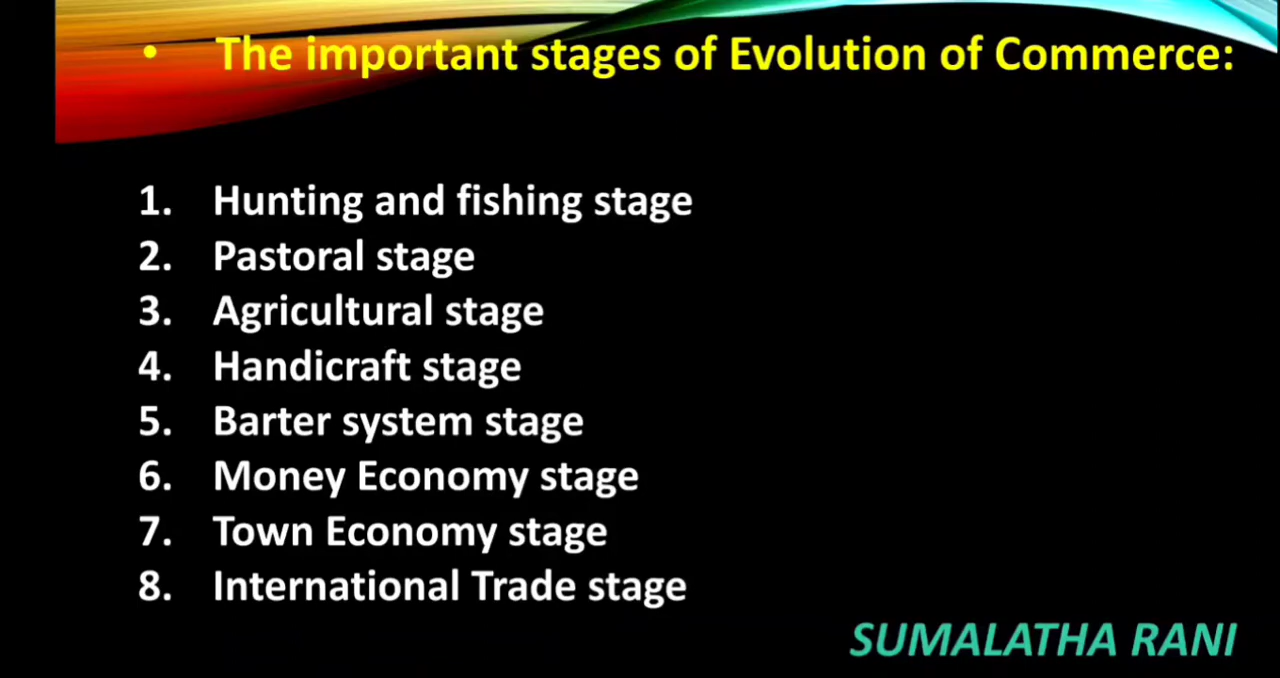 • The important stages of Evolution of Commerce:
1. Hunting and fishing stage
2. Pastoral stage
3. Agricultural stage
4. Handicraft stage
5. Barter system stage
6. Money Economy stage
7. Town Economy stage
8. International Trade stage
SUMALATHA RANI